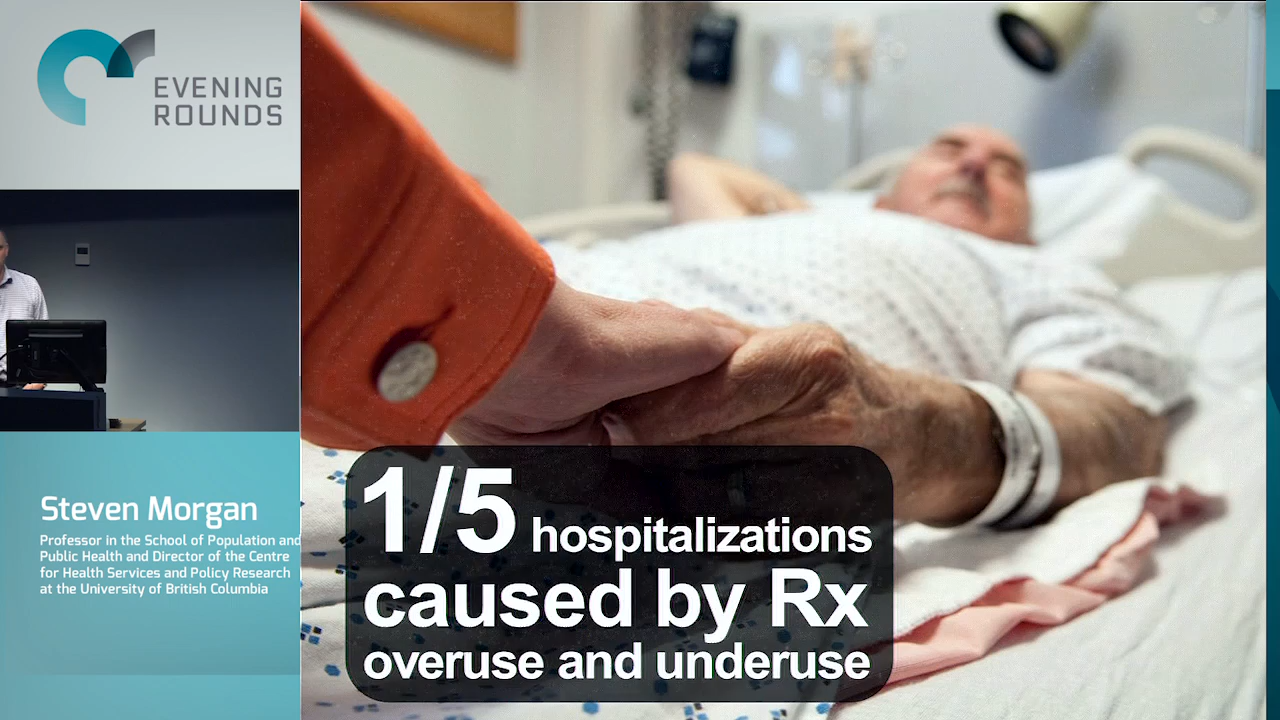 EVENING
ROUNDS
Steven Morgan
Professor in the School of Population and
Public Health and Director of the Centre
for Health Services and Policy Research
at the University of British Columbia
1/5 hospitalizations
caused by Rx
overuse and underuse